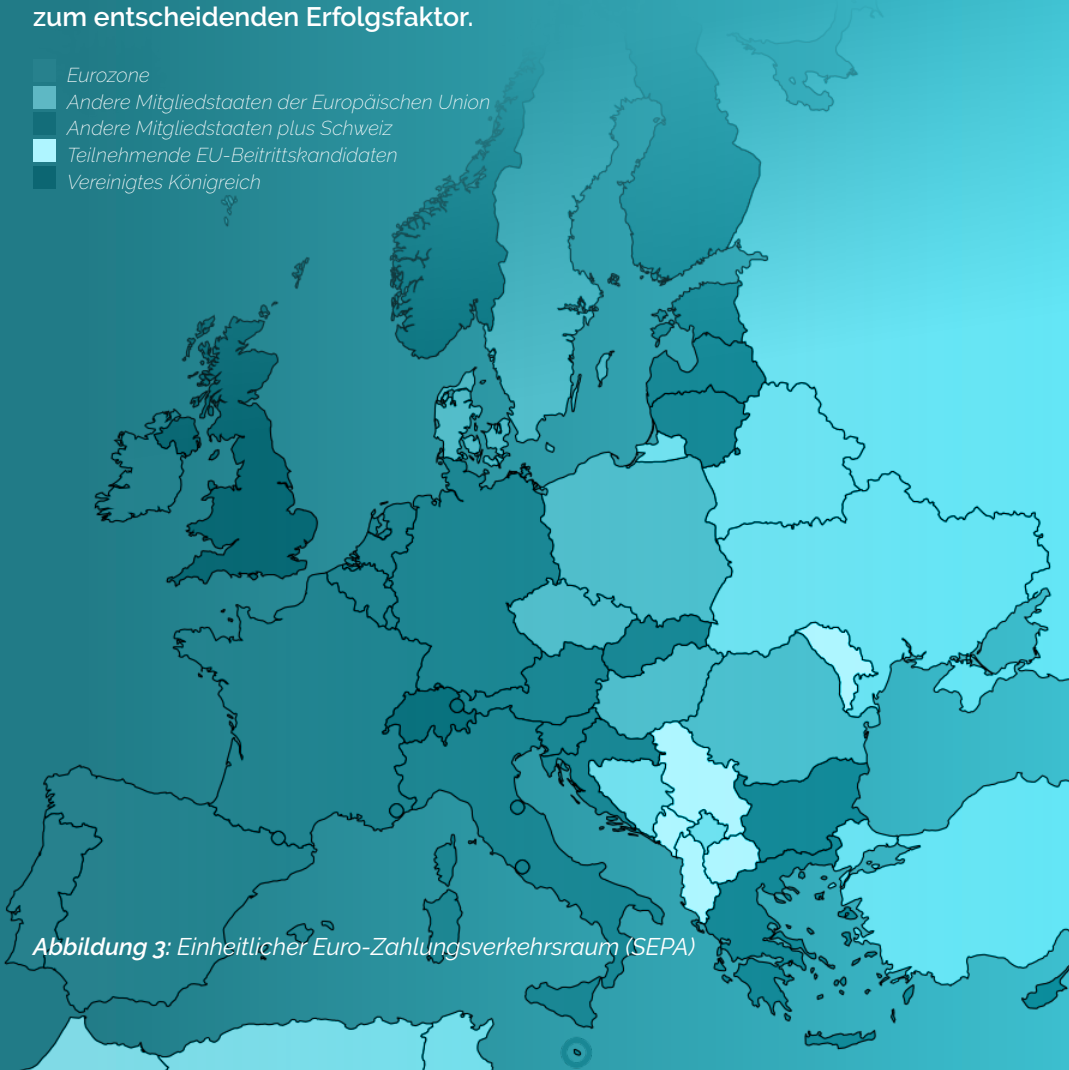 zum entscheidenden Erfolgsfaktor.
Eurozone
Andere Mitgliedstaaten der Europäischen Union
Andere Mitgliedstaaten plus Schweiz
Teilnehmende EU-Beitrittskandidaten
Vereinigtes Königreich
Abbildung 3: Einheitlicher Euro-Zahlungsverkehrsraum (SEPA)